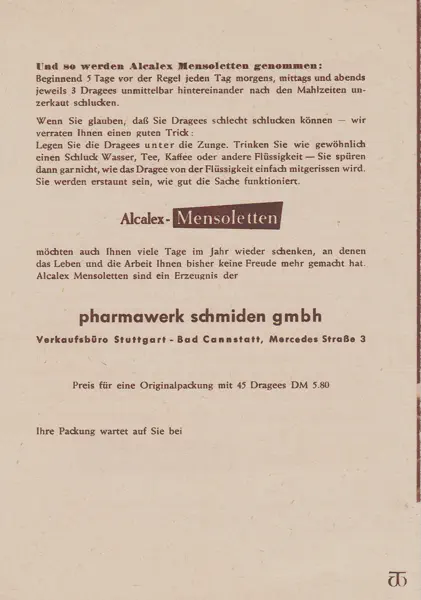 Und so werden Alcalex Mensoletten genommen:
Beginnend 5 Tage vor der Regel jeden Tag morgens, mittags und abends
jeweils 3 Dragees unmittelbar hintereinander nach den Mahlzeiten un-
zerkaut schlucken.
Wenn Sie glauben, daß Sie Dragees schlecht schlucken können — wir
verraten Ihnen einen guten Trick:
Legen Sie die Dragees unter die Zunge. Trinken Sie wie gewöhnlich
einen Schluck Wasser, Tee, Kaffee oder andere Flüssigkeit — Sie spüren
dann gar nicht, wie das Dragee von der Flüssigkeit einfach mitgerissen wird.
Sie werden erstaunt sein, wie gut die Sache funktioniert.
Alcalex - Mensoletten
möchten auch Ihnen viele Tage im Jahr wieder schenken, an denen
das Leben und die Arbeit Ihnen bisher keine Freude mehr gemacht hat.
Alcalex Mensoletten sind ein Erzeugnis der
pharmawerk schmiden gmbh
Verkaufsbüro Stuttgart - Bad Cannstatt, Mercedes Straße 3
Preis für eine Originalpackung mit 45 Dragees DM 5.80
Ihre Packung wartet auf Sie bei